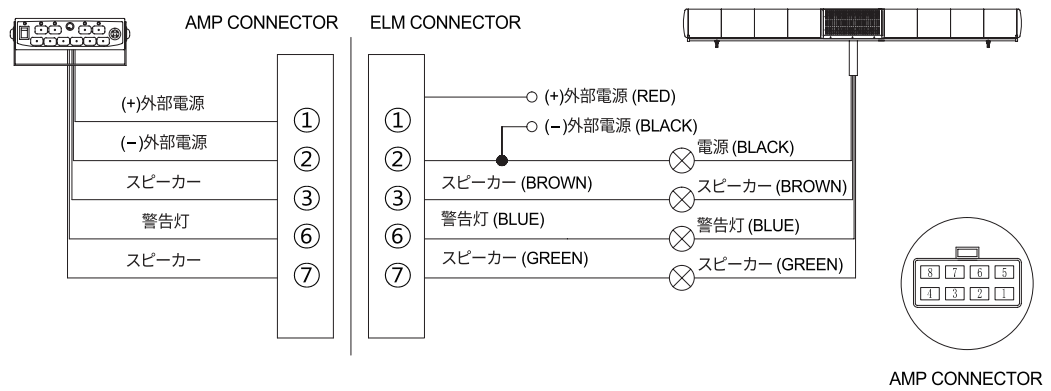 AMP CONNECTOR
ELM CONNECTOR
(+)外部電源
①
(−)外部電源
②
スピーカー
③
警告灯
⑥
スピーカー
⑦
① (+)外部電源 (RED)
(−)外部電源 (BLACK)
② 電源 (BLACK)
③ スピーカー (BROWN) スピーカー (BROWN)
⑥ 警告灯 (BLUE) 警告灯 (BLUE)
⑦ スピーカー (GREEN) スピーカー (GREEN)
8 7 6 5
4 3 2 1
AMP CONNECTOR